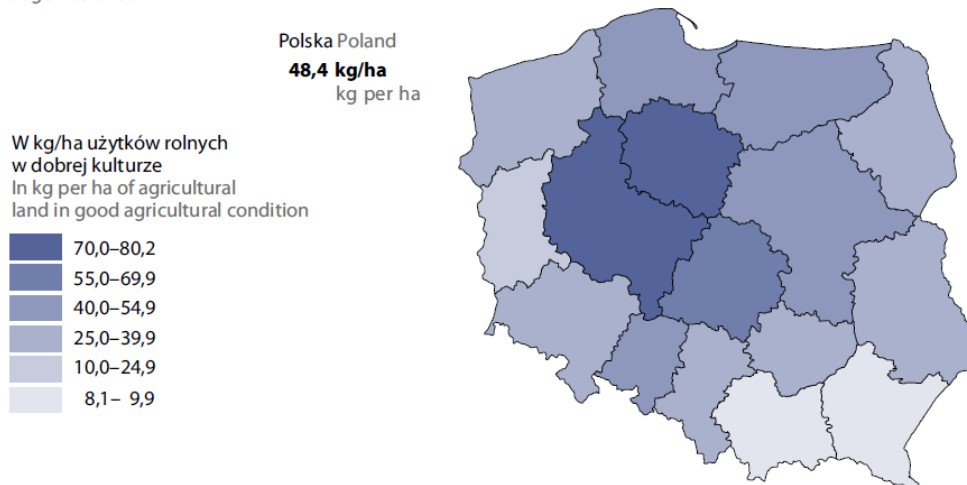 Polska Poland
48,4 kg/ha
kg per ha
W kg/ha użytków rolnych
w dobrej kulturze
In kg per ha of agricultural
land in good agricultural condition
70,0–80,2
55,0–69,9
40,0–54,9
25,0–39,9
10,0–24,9
8,1– 9,9